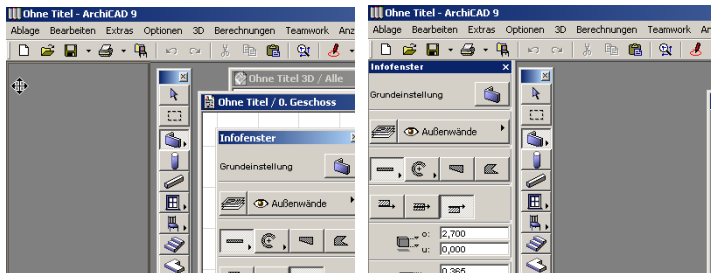 Ohne Titel - ArchiCAD 9
Ablage Bearbeiten Extras Optionen 3D Berechnungen Teamwork Anz
Ohne Titel 3D / Alle
Ohne Titel / 0. Geschoss
Infofenster
Grundeinstellung
Außenwände
Ohne Titel - ArchiCAD 9
Ablage Bearbeiten Extras Optionen 3D Berechnungen Teamwork An
Infofenster
Grundeinstellung
Außenwände
o: 2,700
u: 0,000
0,365